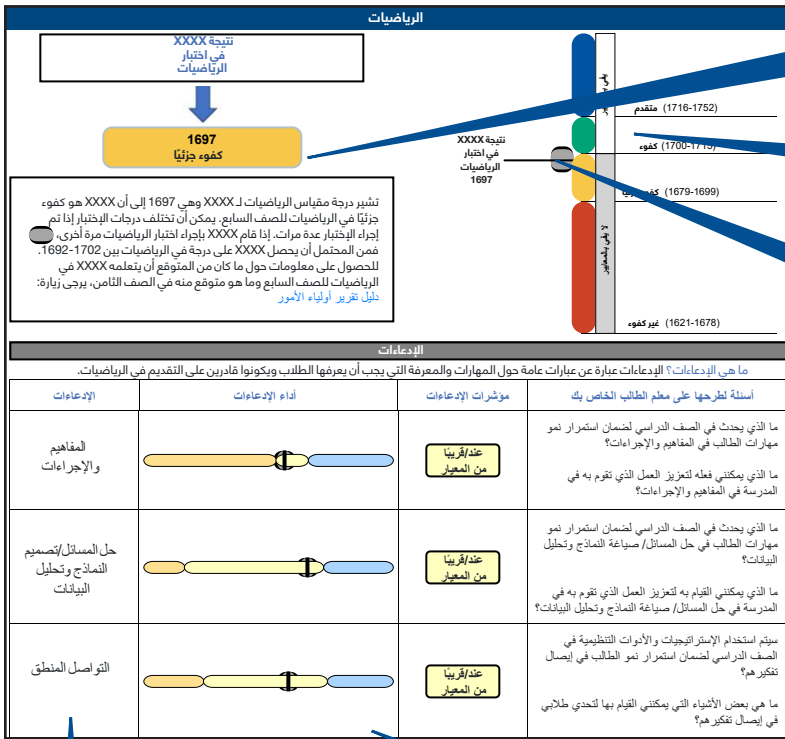 الرياضيات
نتيجة XXXX
في اختبار
الرياضيات
1697
كفوء جزئيًا
تشير درجة مقياس الرياضيات لـ XXXX وهي 1697 إلى أن XXXX هو كفوء
جزئيًا في الرياضيات للصف السابع. يمكن أن تختلف درجات الإختبار إذا تم
إجراء الإختبار عدة مرات. إذا قام XXXX بإجراء اختبار الرياضيات مرة أخرى،
فمن المحتمل أن يحصل XXXX على درجة في الرياضيات بين 1702-1692.
للحصول على معلومات حول ما كان من المتوقع أن يتعلمه XXXX في
الرياضيات للصف السابع وما هو متوقع منه في الصف الثامن، يرجى زيارة:
دليل تقرير أولياء الأمور
نتيجة XXXX
في اختبار
الرياضيات
1697
لا يفي بالمعايير
(1716-1752) متقدم
(1700-1715) كفوء
(1679-1699)
(1621-1678) غير كفوء
الإدعاءات
ما هي الإدعاءات؟ الإدعاءات عبارة عن عبارات عامة حول المهارات والمعرفة التي يجب أن يعرفها الطلاب ويكونوا قادرين على التقديم في الرياضيات.
أسئلة لطرحها على معلم الطالب الخاص بك
مؤشرات الإدعاءات
أداء الإدعاءات
الإدعاءات
ما الذي يحدث في الصف الدراسي لضمان استمرار نمو
مهارات الطالب في المفاهيم والإجراءات؟
ما الذي يمكنني فعله لتعزيز العمل الذي تقوم به في
المدرسة في المفاهيم والإجراءات؟
عند/قريبًا
من المعيار
المفاهيم
والإجراءات
ما الذي يحدث في الصف الدراسي لضمان استمرار نمو
مهارات الطالب في حل المسائل/ صياغة النماذج وتحليل
البيانات؟
ما الذي يمكنني القيام به لتعزيز العمل الذي تقوم به في
المدرسة في حل المسائل/ صياغة النماذج وتحليل البيانات؟
عند/قريبًا
من المعيار
حل المسائل/تصميم
النماذج وتحليل
البيانات
سيتم استخدام الإستراتيجيات والأدوات التنظيمية في
الصف الدراسي لضمان استمرار نمو الطالب في إيصال
تفكيرهم؟
ما هي بعض الأشياء التي يمكنني القيام بها لتحدي طلابي
في إيصال تفكيرهم؟
عند/قريبًا
من المعيار
التواصل المنطق